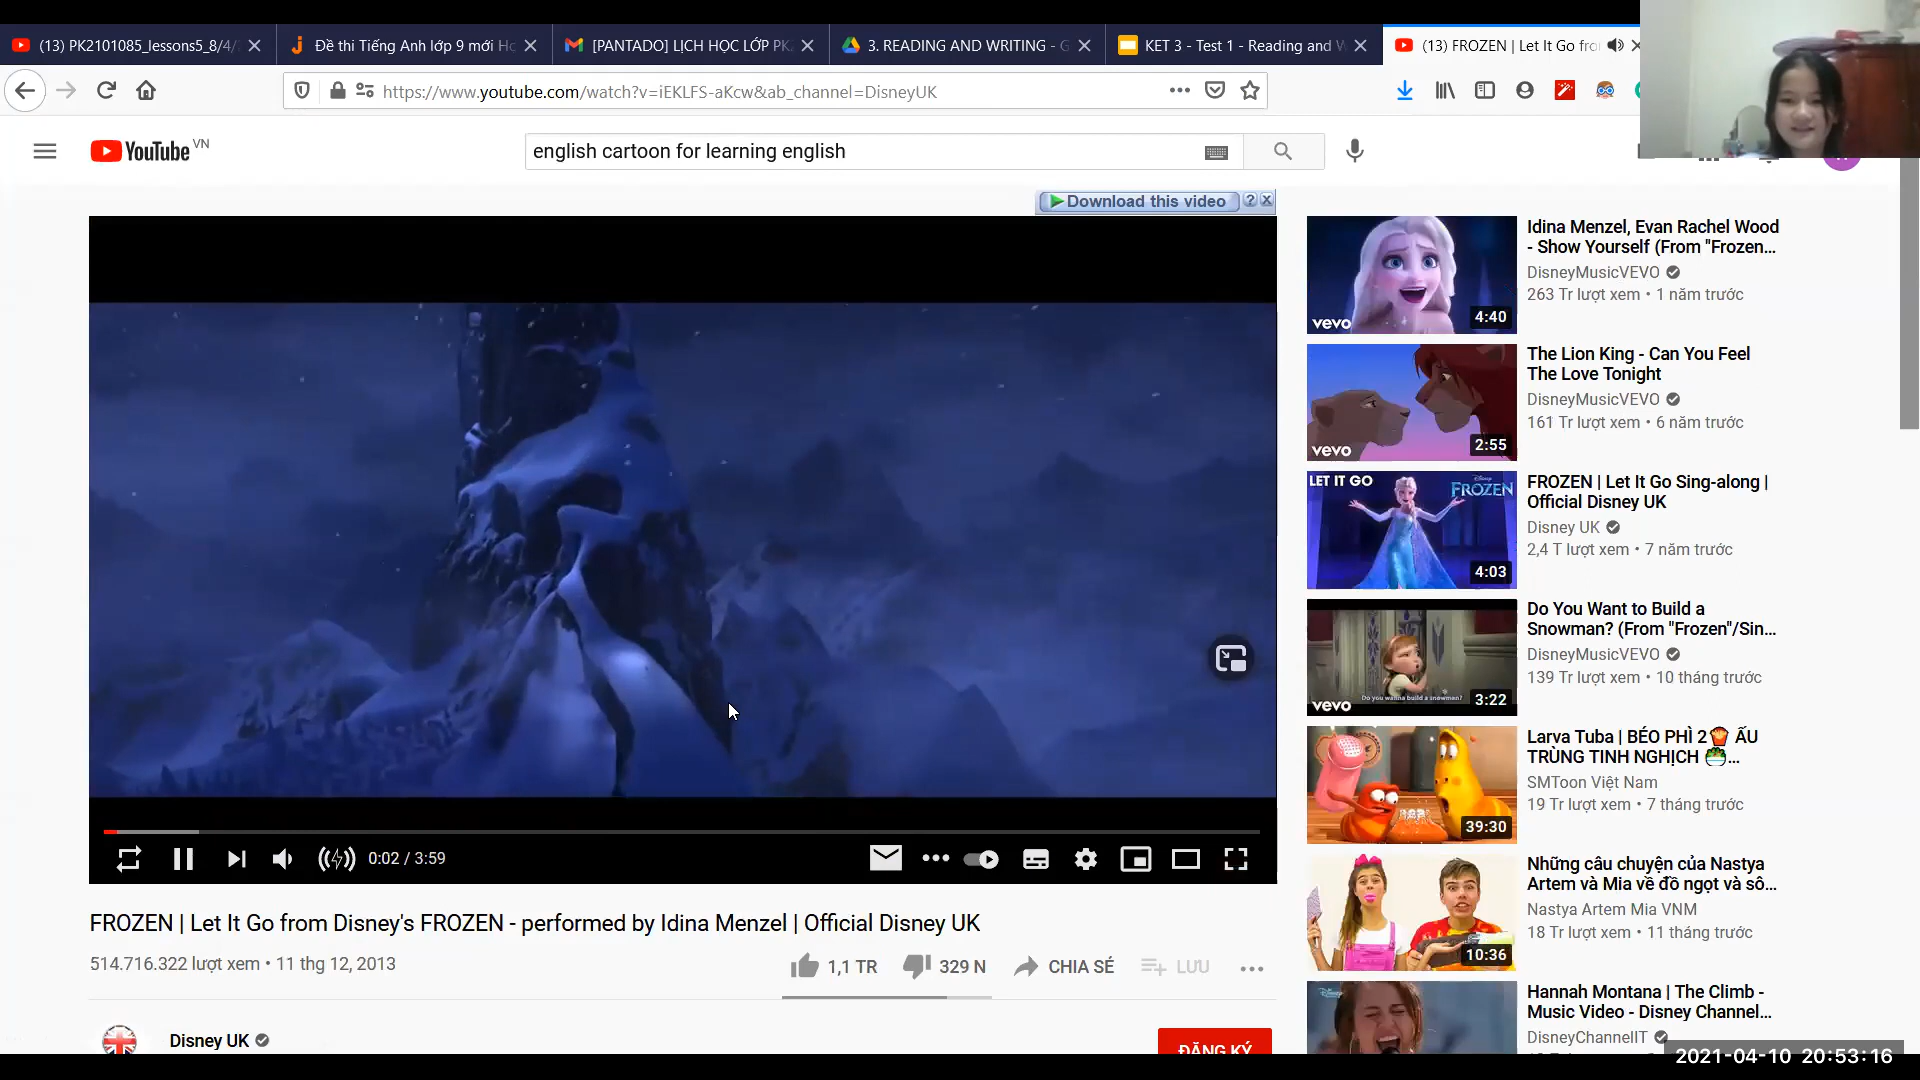 (13) PK2101085_lessons5_8/4/
Đề thi Tiếng Anh lớp 9 mới Họ
[PANTADO] LỊCH HỌC LỚP PK
3. READING AND WRITING - G
KET 3 - Test 1 - Reading and W
(13) FROZEN | Let It Go fro
https://www.youtube.com/watch?v=iEKLFS-aKcw&ab_channel=DisneyUK
YouTube VN
english cartoon for learning english
Download this video ? x
Idina Menzel, Evan Rachel Wood
- Show Yourself (From "Frozen...
DisneyMusicVEVO
263 Tr lượt xem • 1 năm trước
vevo
4:40
The Lion King - Can You Feel
The Love Tonight
DisneyMusicVEVO
161 Tr lượt xem • 6 năm trước
vevo
2:55
LET IT GO
Disney
FROZEN
FROZEN | Let It Go Sing-along |
Official Disney UK
Disney UK
2,4 T lượt xem • 7 năm trước
4:03
Do You Want to Build a
Snowman? (From "Frozen"/Sin...
DisneyMusicVEVO
139 Tr lượt xem • 10 tháng trước
Do you wanna build a snowman?
vevo
3:22
Larva Tuba | BÉO PHÌ 2🍟 ẤU
TRÙNG TINH NGHỊCH 🥗...
SMToon Việt Nam
19 Tr lượt xem • 7 tháng trước
39:30
0:02 / 3:59
Những câu chuyện của Nastya
Artem và Mia về đồ ngọt và sô...
Nastya Artem Mia VNM
18 Tr lượt xem • 11 tháng trước
10:36
FROZEN | Let It Go from Disney's FROZEN - performed by Idina Menzel | Official Disney UK
514.716.322 lượt xem • 11 thg 12, 2013
1,1 TR
329 N
CHIA SẺ
LƯU
Disney
Hannah Montana | The Climb -
Music Video - Disney Channel...
DisneyChannelIT
Disney UK
ĐĂNG KÝ
2021-04-10 20:53:16